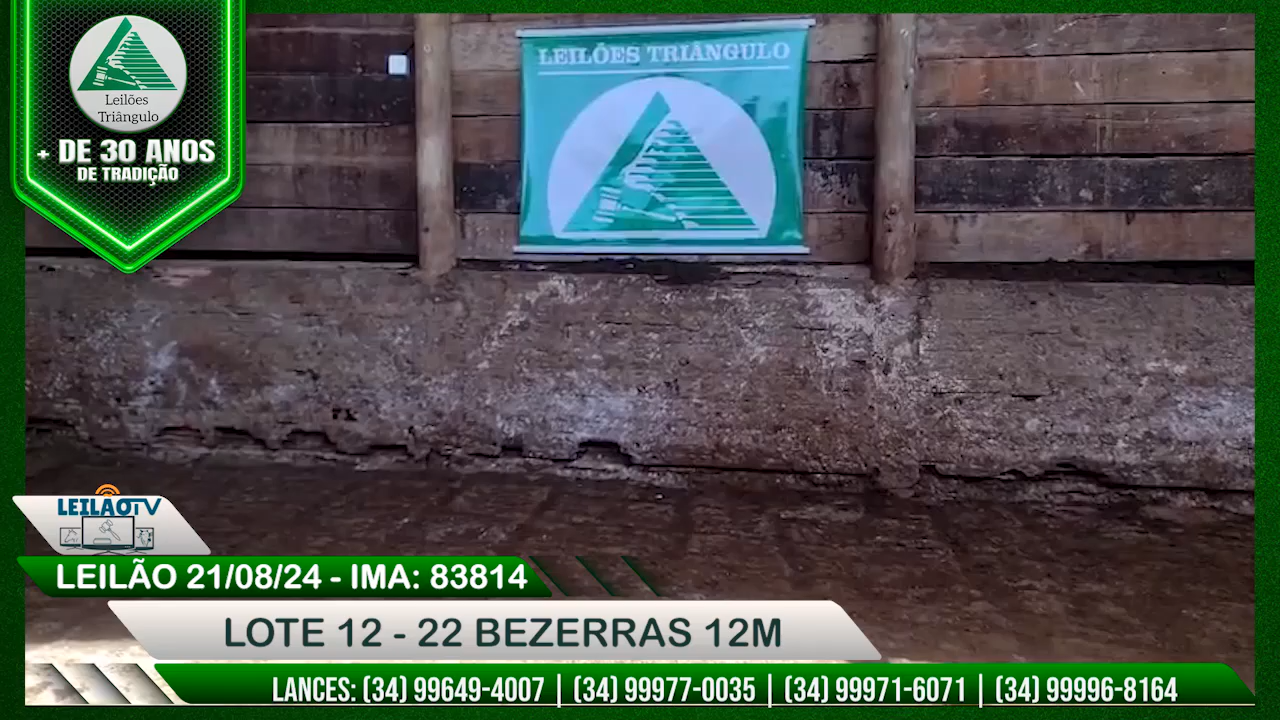 Leilões
Triângulo
+ DE 30 ANOS
DE TRADIÇÃO
LEILÕES TRIÂNGULO
LEILÃOTV
LEILÃO 21/08/24 - IMA: 83814
LOTE 12 - 22 BEZERRAS 12M
LANCES: (34) 99649-4007 | (34) 99977-0035 | (34) 99971-6071 | (34) 99996-8164